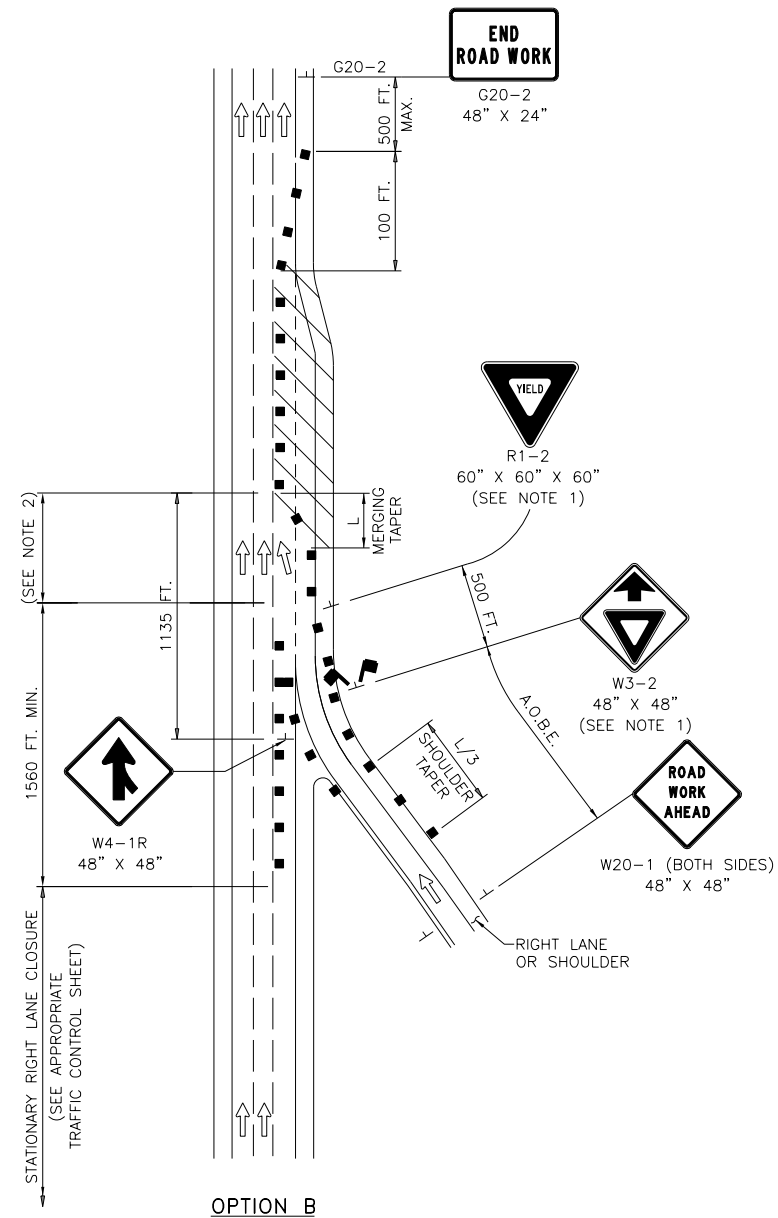 END
ROAD WORK
G20-2
G20-2
48" X 24"
500 FT.
MAX.
100 FT.
YIELD
R1-2
60" X 60" X 60"
(SEE NOTE 1)
(SEE NOTE 2)
L
MERGING
TAPER
1135 FT.
500 FT.
W3-2
48" X 48"
(SEE NOTE 1)
A.O.B.E.
1560 FT. MIN.
L/3
SHOULDER
TAPER
W4-1R
48" X 48"
ROAD
WORK
AHEAD
W20-1 (BOTH SIDES)
48" X 48"
RIGHT LANE
OR SHOULDER
STATIONARY RIGHT LANE CLOSURE
(SEE APPROPRIATE
TRAFFIC CONTROL SHEET)
OPTION B